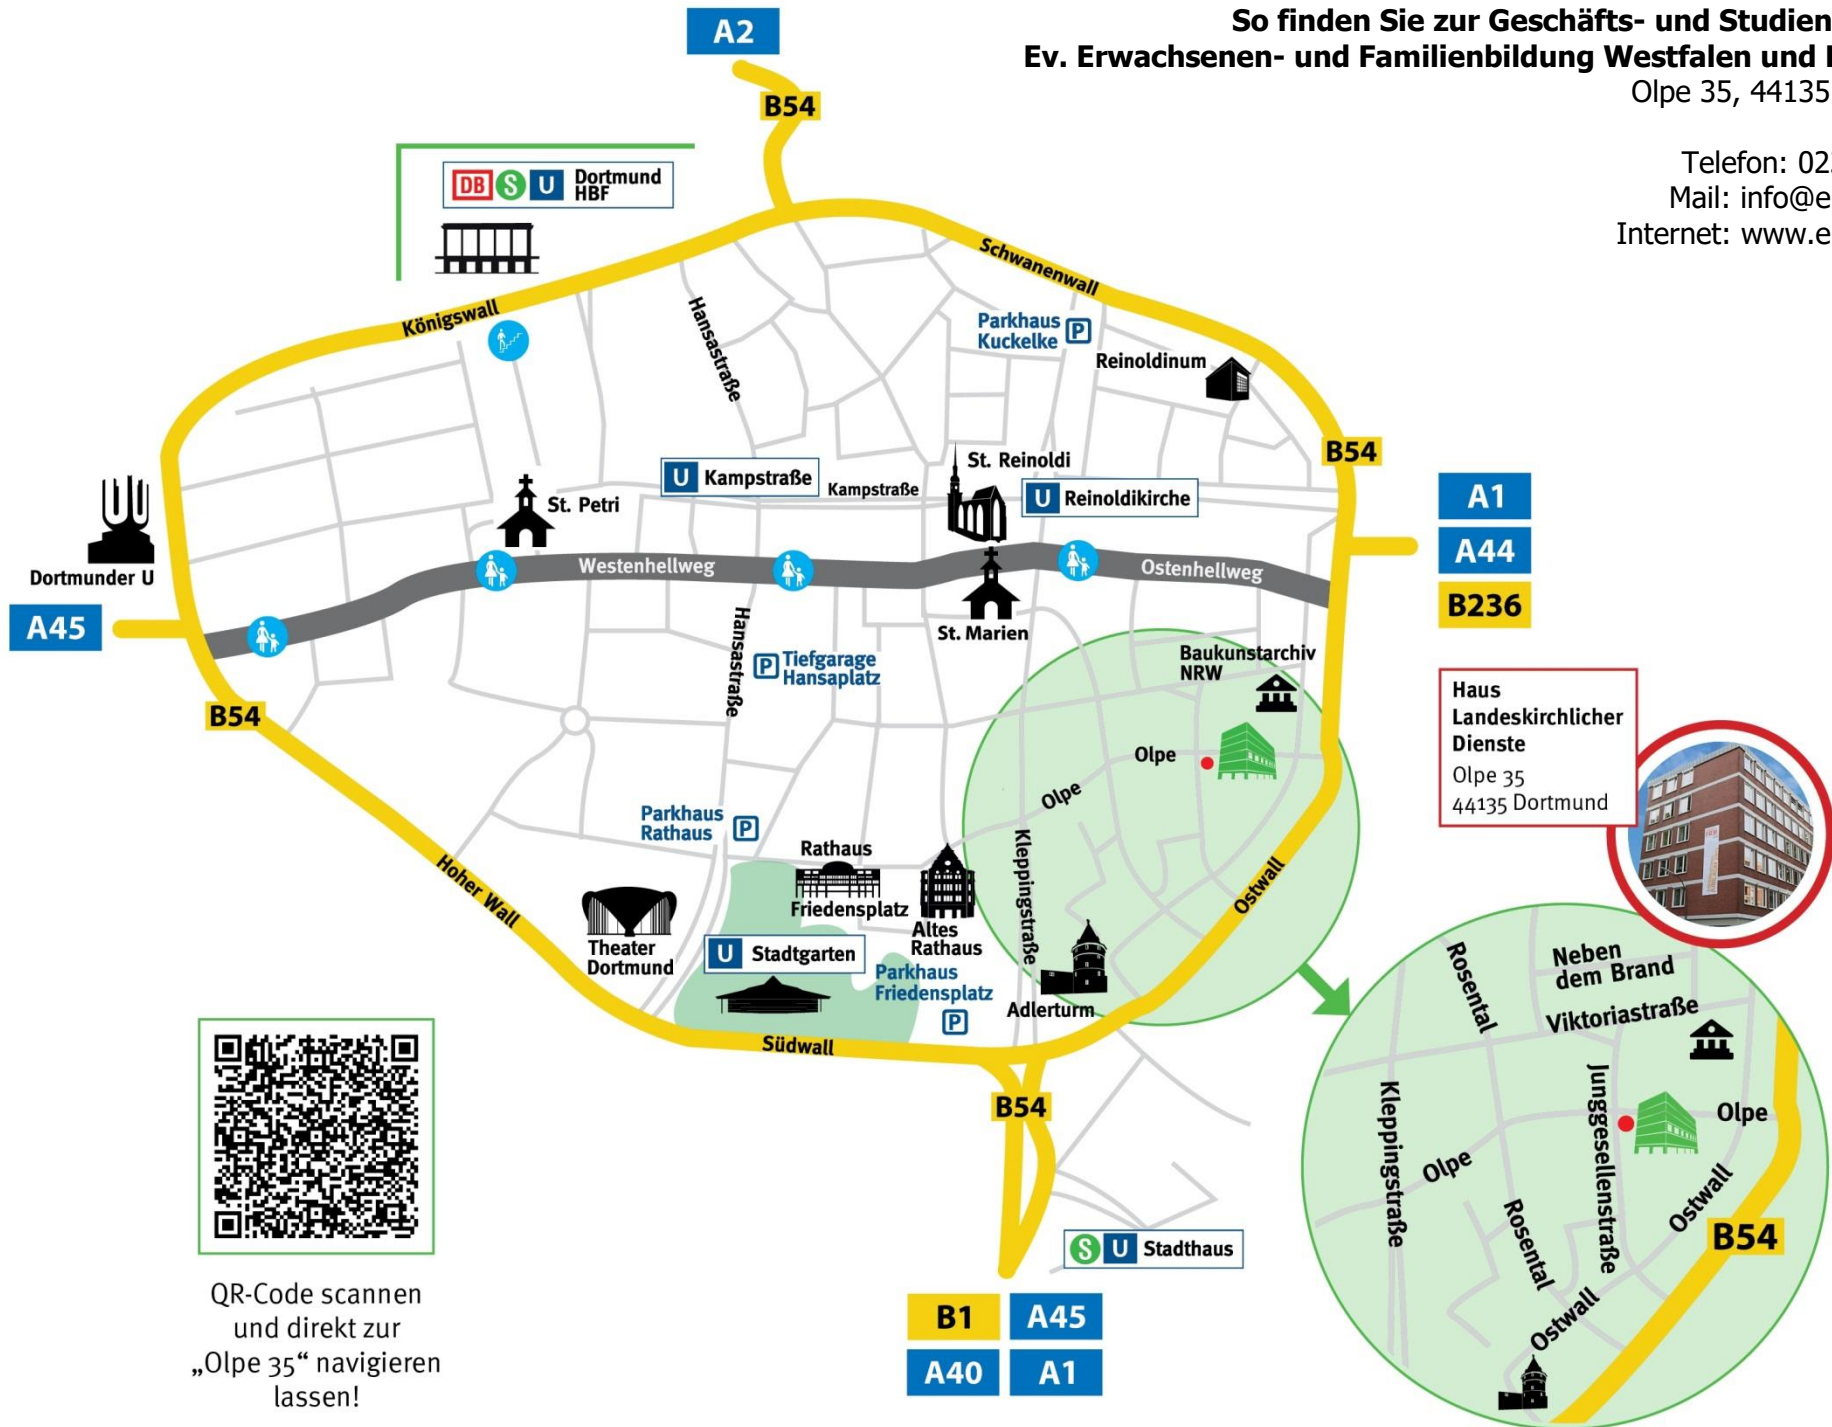 So finden Sie zur Geschäfts- und Studien
Ev. Erwachsenen- und Familienbildung Westfalen und
Olpe 35, 44135
Telefon: 02
Mail: info@e
Internet: www.e
A2
B54
DB S U Dortmund
HBF
Königswall
Schwanenwall
Hansastraße
Parkhaus
Kuckelke P
Reinoldinum
B54
U Kampstraße
Kampstraße
St. Reinoldi
U Reinoldikirche
St. Petri
Dortmunder U
A45
A1
A44
B236
Westenhellweg
Ostenhellweg
St. Marien
Hansastraße
P Tiefgarage
Hansaplatz
Baukunstarchiv
NRW
B54
Olpe
Olpe
Haus
Landeskirchlicher
Dienste
Olpe 35
44135 Dortmund
Parkhaus
Rathaus P
Rathaus
Friedensplatz
Kleppingstraße
Ostwall
Hoher Wall
Theater
Dortmund
Altes
Rathaus
U Stadtgarten
Parkhaus
Friedensplatz
P
Adlerturm
Südwall
B54
S U Stadthaus
B1 A45
A40 A1
Rosental
Neben
dem Brand
Viktoriastraße
Kleppingstraße
Junggesellenstraße
Olpe
Olpe
Rosental
Ostwall
B54
Ostwall
QR-Code scannen
und direkt zur
„Olpe 35“ navigieren
lassen!